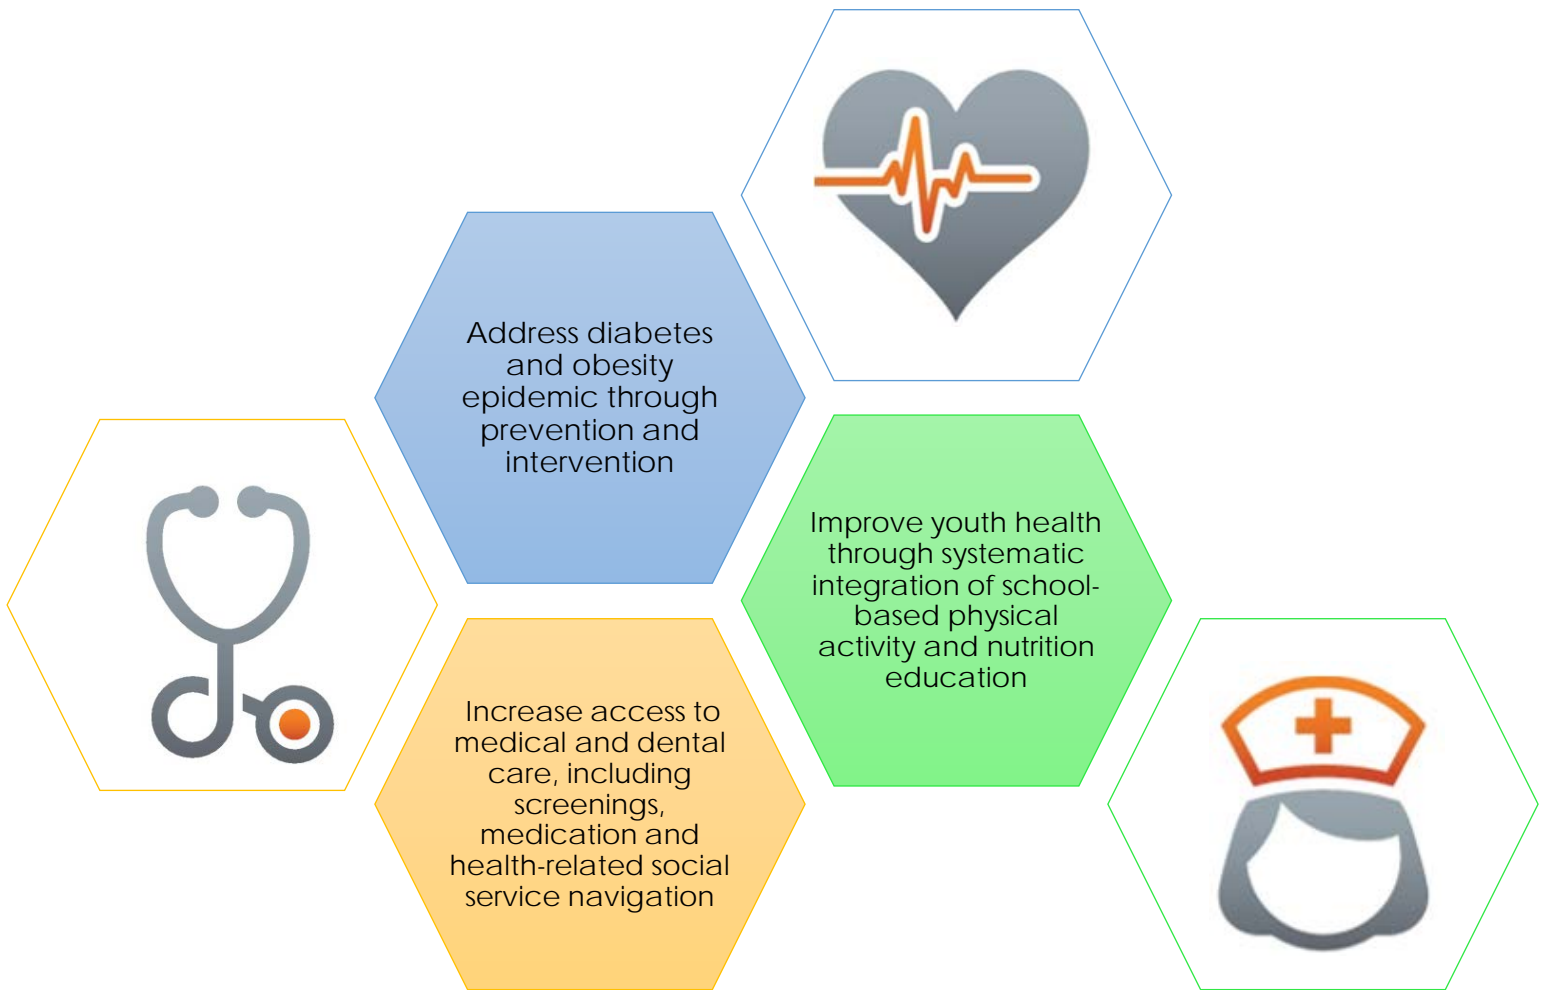 Address diabetes
and obesity
epidemic through
prevention and
intervention
Improve youth health
through systematic
integration of school-
based physical
activity and nutrition
education
Increase access to
medical and dental
care, including
screenings,
medication and
health-related social
service navigation